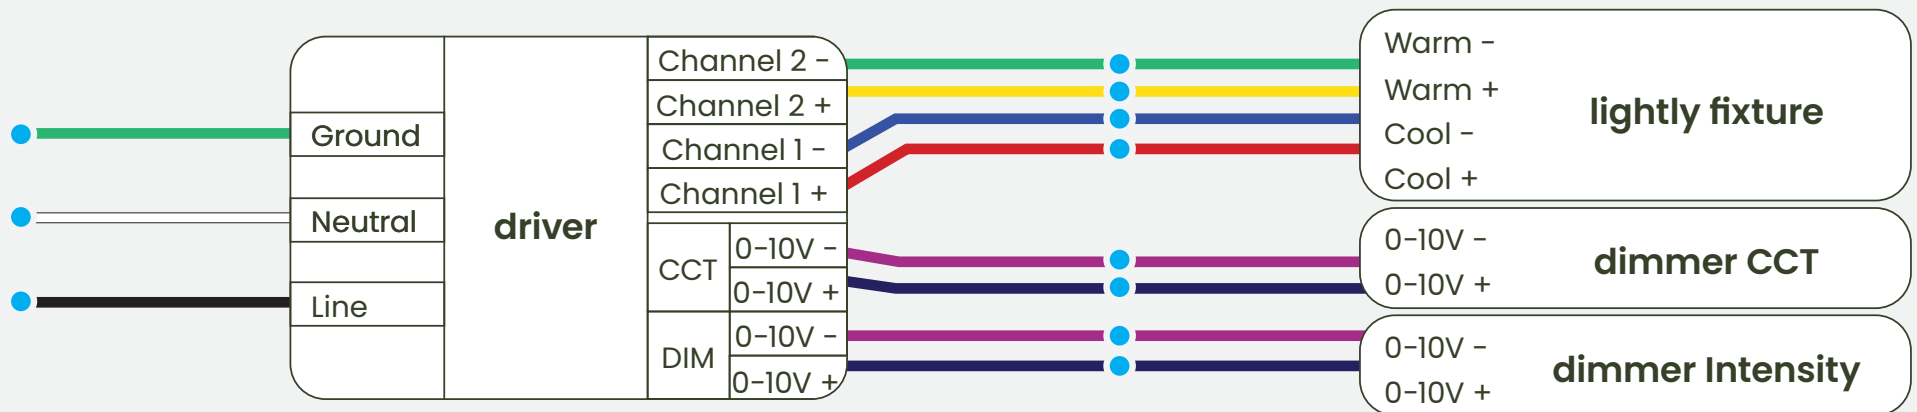 Ground
Neutral
Line
driver
Channel 2 -
Channel 2 +
Channel 1 -
Channel 1 +
CCT
0-10V -
0-10V +
DIM
0-10V -
0-10V +
Warm -
Warm +
Cool -
Cool +
lightly fixture
0-10V -
0-10V +
dimmer CCT
0-10V -
0-10V +
dimmer Intensity